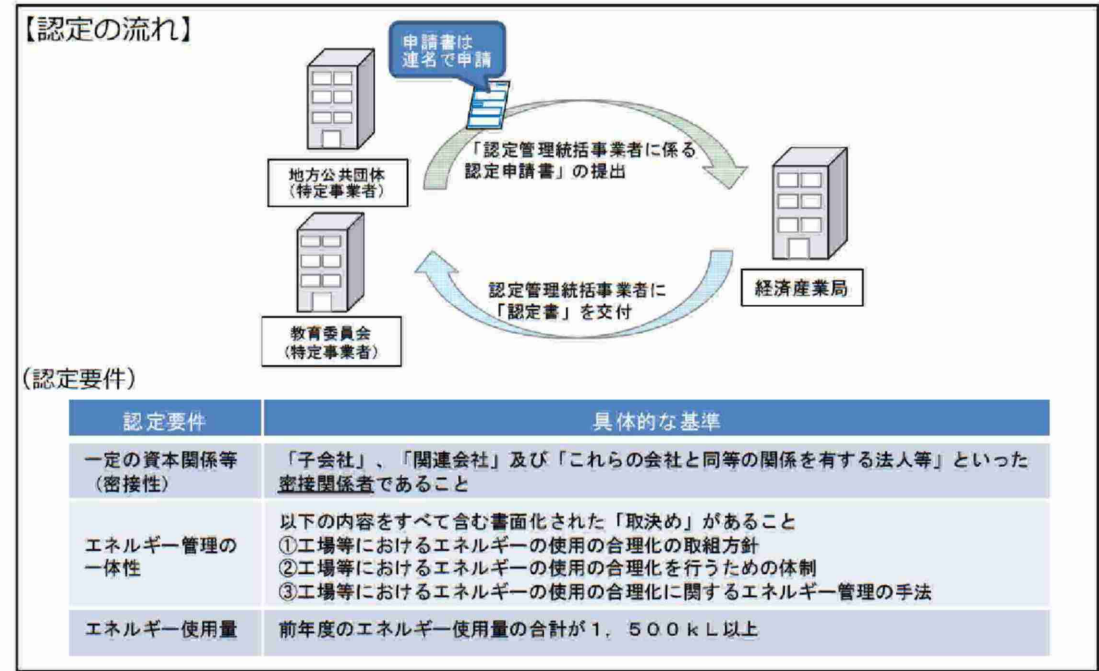 【認定の流れ】
申請書は
連名で申請
「認定管理統括事業者に係る
認定申請書」の提出
地方公共団体
（特定事業者）
経済産業局
認定管理統括事業者に
「認定書」を交付
教育委員会
（特定事業者）
（認定要件）
認定要件
具体的な基準
一定の資本関係等
（密接性）
「子会社」、「関連会社」及び「これらの会社と同等の関係を有する法人等」といった
密接関係者であること
エネルギー管理の
一体性
以下の内容をすべて含む書面化された「取決め」があること
①工場等におけるエネルギーの使用の合理化の取組方針
②工場等におけるエネルギーの使用の合理化を行うための体制
③工場等におけるエネルギーの使用の合理化に関するエネルギー管理の手法
エネルギー使用量
前年度のエネルギー使用量の合計が１，５００ｋＬ以上